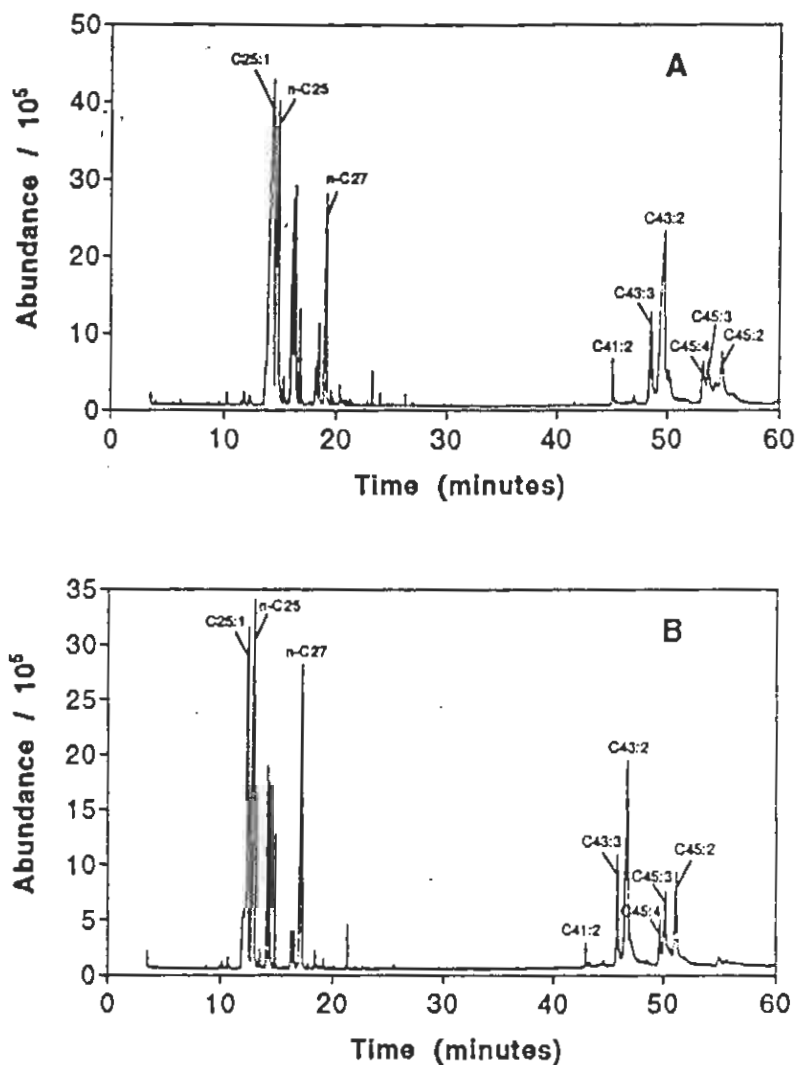 50
40
30
20
10
0
Abundance / 10⁵
A
C25:1
n-C25
n-C27
C41:2
C43:3
C43:2
C45:4
C45:3
C45:2
0 10 20 30 40 50 60
Time (minutes)
35
30
25
20
15
10
5
0
Abundance / 10⁵
B
C25:1
n-C25
n-C27
C41:2
C43:3
C43:2
C45:4
C45:3
C45:2
0 10 20 30 40 50 60
Time (minutes)